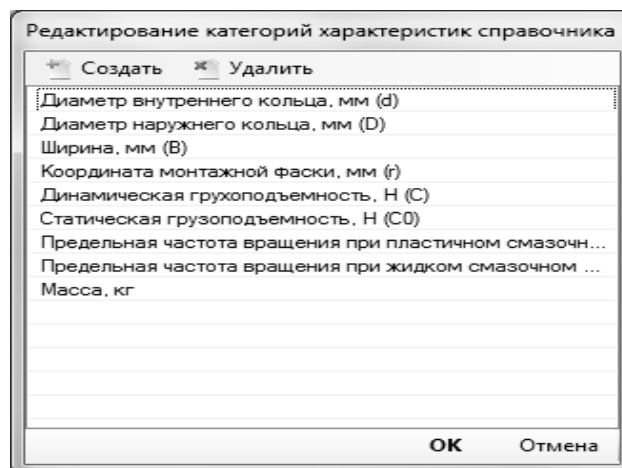 Редактирование категорий характеристик справочника
Создать Удалить
Диаметр внутреннего кольца, мм (d)
Диаметр наружнего кольца, мм (D)
Ширина, мм (B)
Координата монтажной фаски, мм (r)
Динамическая грухоподъемность, Н (C)
Статическая грузоподъемность, Н (C0)
Предельная частота вращения при пластичном смазочн...
Предельная частота вращения при жидком смазочном ...
Масса, кг
OK Отмена